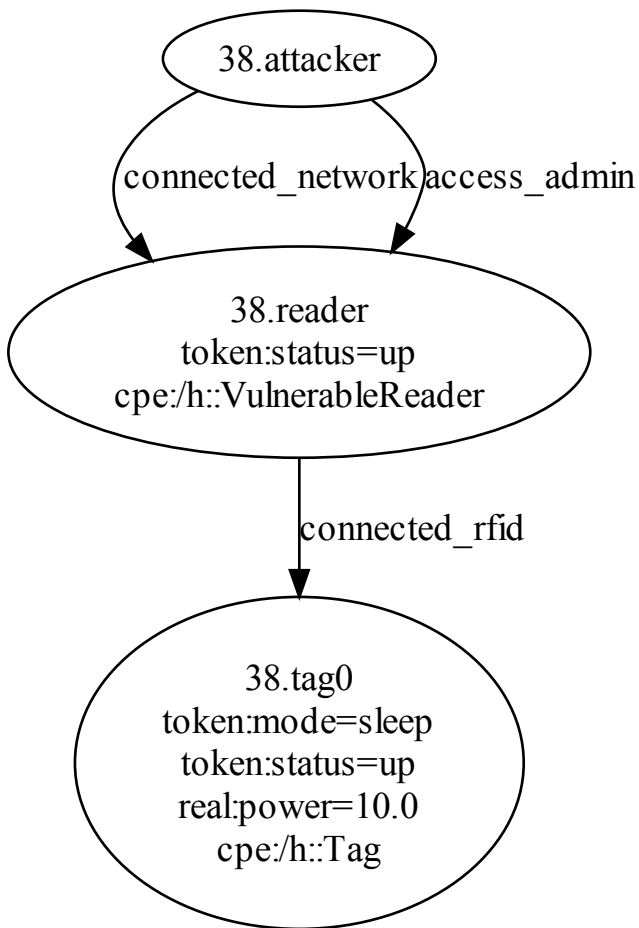 38.attacker
connected_network
access_admin
38.reader
token:status=up
cpe:/h::VulnerableReader
connected_rfid
38.tag0
token:mode=sleep
token:status=up
real:power=10.0
cpe:/h::Tag